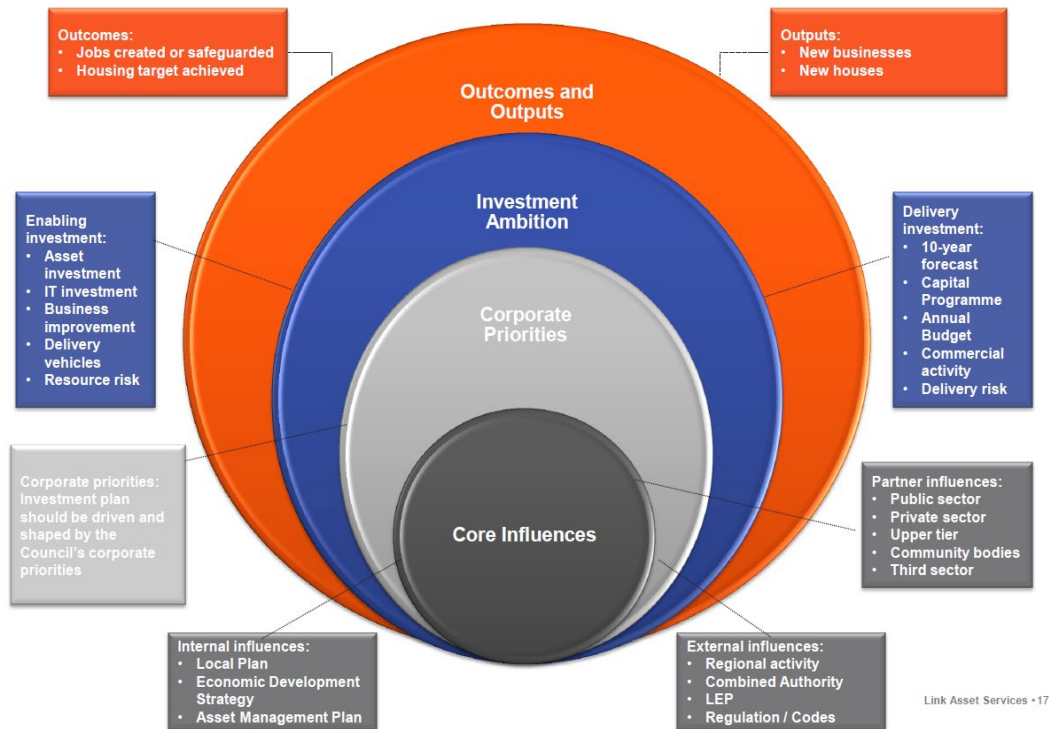 Outcomes:
• Jobs created or safeguarded
• Housing target achieved
Outputs:
• New businesses
• New houses
Outcomes and
Outputs
Investment
Ambition
Enabling
investment:
• Asset
investment
• IT investment
• Business
improvement
• Delivery
vehicles
• Resource risk
Delivery
investment:
• 10-year
forecast
• Capital
Programme
• Annual
Budget
• Commercial
activity
• Delivery risk
Corporate
Priorities
Corporate priorities:
Investment plan
should be driven and
shaped by the
Council's corporate
priorities
Core Influences
Partner influences:
• Public sector
• Private sector
• Upper tier
• Community bodies
• Third sector
Internal influences:
• Local Plan
• Economic Development
Strategy
• Asset Management Plan
External influences:
• Regional activity
• Combined Authority
• LEP
• Regulation / Codes
Link Asset Services • 17